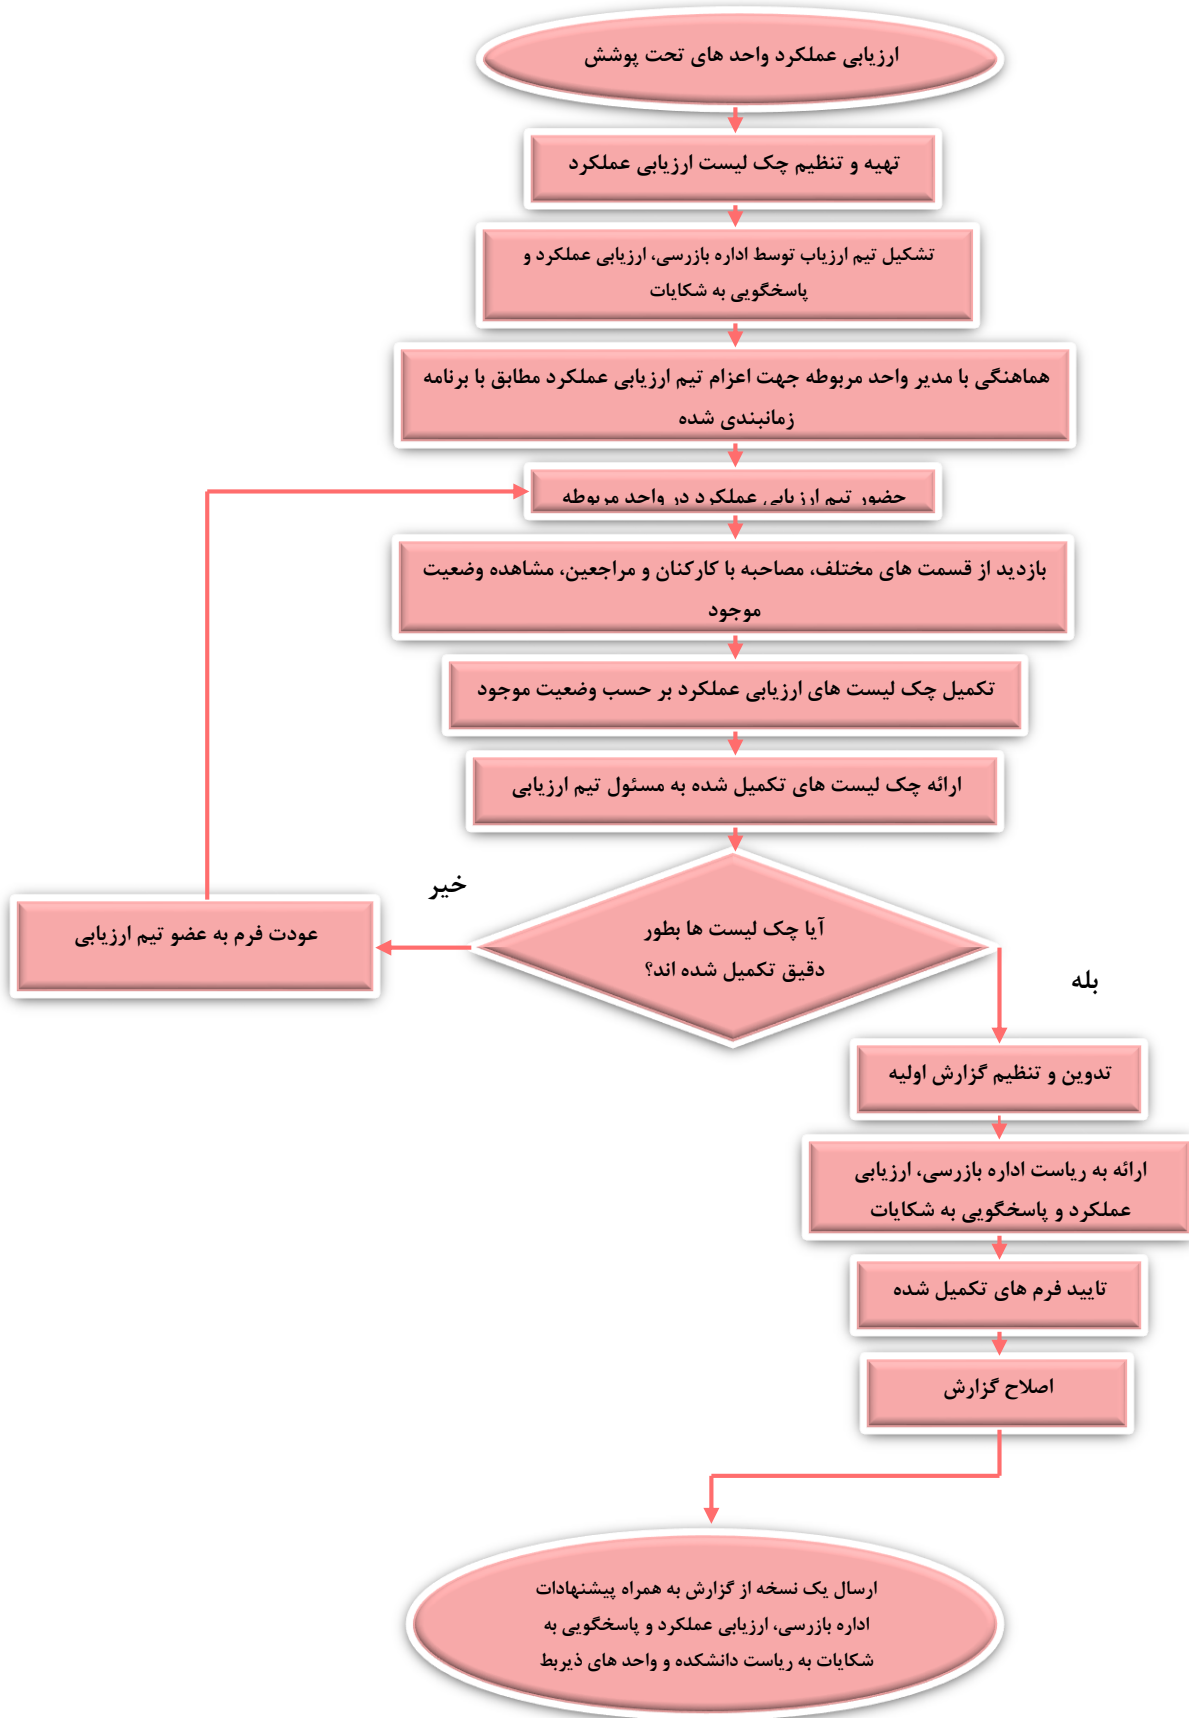 ارزیابی عملکرد واحد های تحت پوشش
تهیه و تنظیم چک لیست ارزیابی عملکرد
تشکیل تیم ارزیاب توسط اداره بازرسی، ارزیابی عملکرد و
پاسخگویی به شکایات
هماهنگی با مدیر واحد مربوطه جهت اعزام تیم ارزیابی عملکرد مطابق با برنامه
زمانبندی شده
حضور تیم ارزیابی عملکرد در واحد مربوطه
بازدید از قسمت های مختلف، مصاحبه با کارکنان و مراجعین، مشاهده وضعیت
موجود
تکمیل چک لیست های ارزیابی عملکرد بر حسب وضعیت موجود
ارائه چک لیست های تکمیل شده به مسئول تیم ارزیابی
آیا چک لیست ها بطور
دقیق تکمیل شده اند؟
خیر
عودت فرم به عضو تیم ارزیابی
بله
تدوین و تنظیم گزارش اولیه
ارائه به ریاست اداره بازرسی، ارزیابی
عملکرد و پاسخگویی به شکایات
تایید فرم های تکمیل شده
اصلاح گزارش
ارسال یک نسخه از گزارش به همراه پیشنهادات
اداره بازرسی، ارزیابی عملکرد و پاسخگویی به
شکایات به ریاست دانشکده و واحد های ذیربط